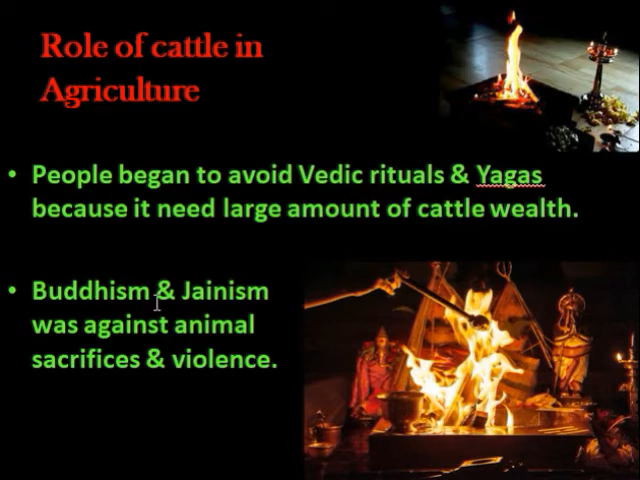 Role of cattle in
Agriculture
• People began to avoid Vedic rituals & Yagas
because it need large amount of cattle wealth.
• Buddhism & Jainism
was against animal
sacrifices & violence.